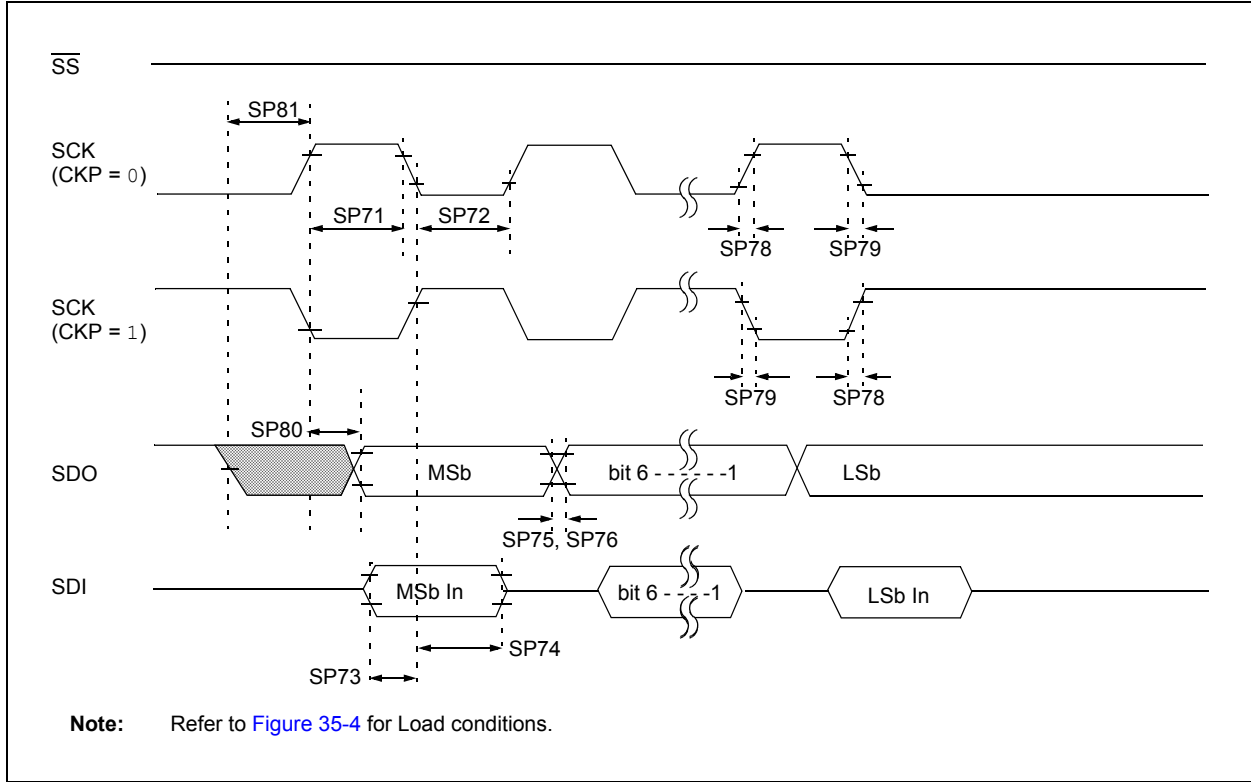 SS
SP81
SCK
(CKP = 0)
SP71
SP72
SP78
SP79
SCK
(CKP = 1)
SP79
SP78
SP80
SDO
MSb
bit 6 - - - - - -1
LSb
SP75, SP76
SDI
MSb In
bit 6 - - - - -1
LSb In
SP74
SP73
Note: Refer to Figure 35-4 for Load conditions.